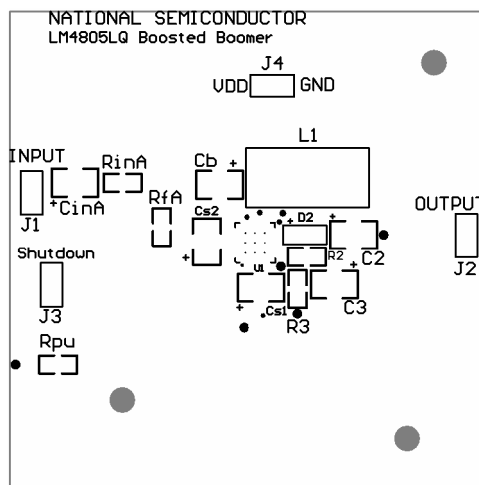 NATIONAL SEMICONDUCTOR
LM4805LQ Boosted Boomer
J4
VDD GND
L1
INPUT
RinA
Cb +
+ CinA
J1
RfA
Cs2
+
D2
+
OUTPUT
+
C2
J2
R2
U1
Shutdown
J3
+
C3
Cs1
+
R3
Rpu